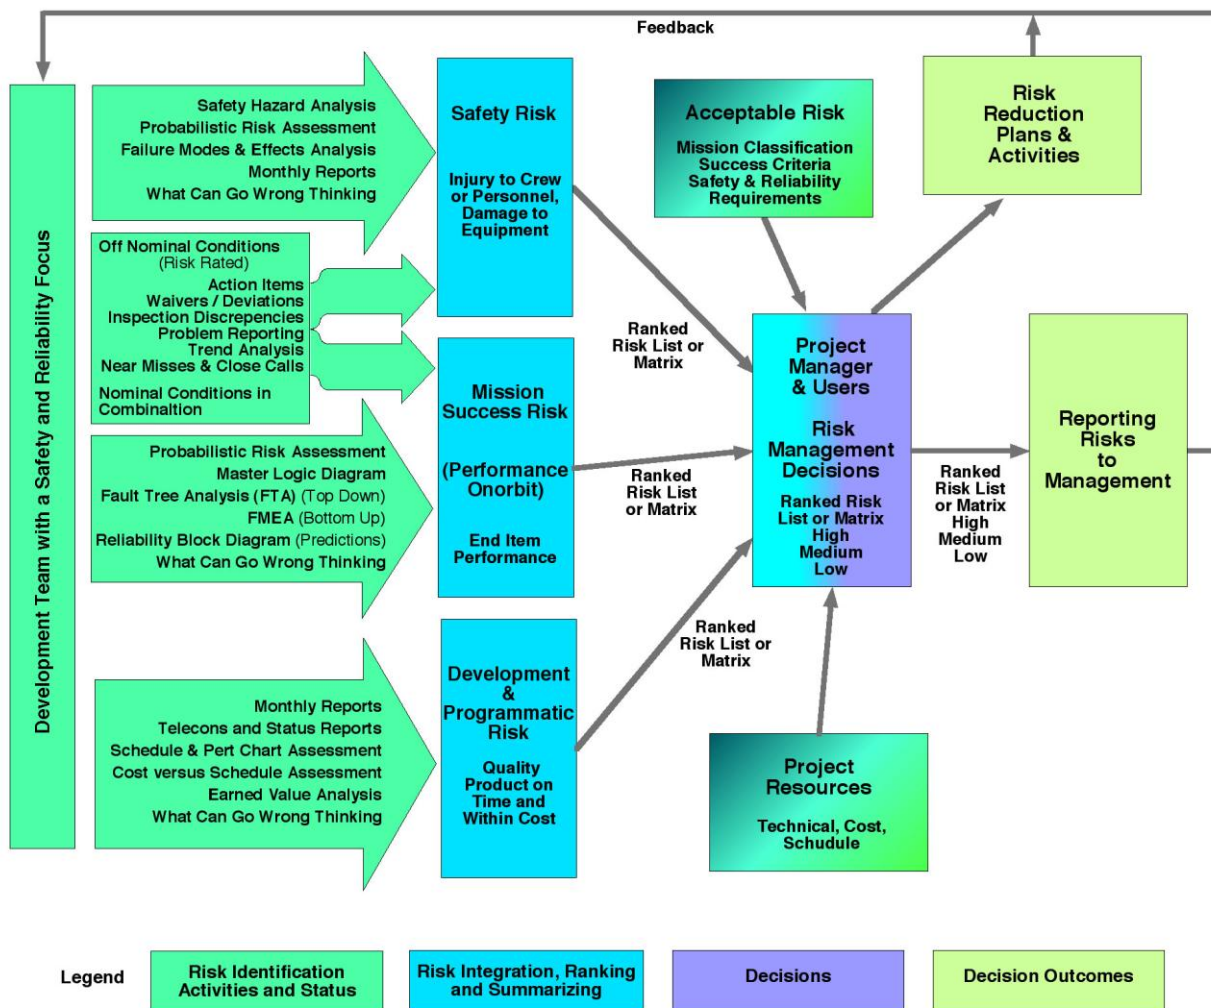 Feedback
Development Team with a Safety and Reliability Focus
Safety Hazard Analysis
Probabilistic Risk Assessment
Failure Modes & Effects Analysis
Monthly Reports
What Can Go Wrong Thinking
Off Nominal Conditions
(Risk Rated)
Action Items
Waivers / Deviations
Inspection Discrepancies
Problem Reporting
Trend Analysis
Near Misses & Close Calls
Nominal Conditions in
Combinaltion
Probabilistic Risk Assessment
Master Logic Diagram
Fault Tree Analysis (FTA) (Top Down)
FMEA (Bottom Up)
Reliability Block Diagram (Predictions)
What Can Go Wrong Thinking
Monthly Reports
Telecons and Status Reports
Schedule & Pert Chart Assessment
Cost versus Schedule Assessment
Earned Value Analysis
What Can Go Wrong Thinking
Safety Risk
Injury to Crew
or Personnel,
Damage to
Equipment
Mission
Success Risk
(Performance
Onorbit)
End Item
Performance
Development
&
Programmatic
Risk
Quality
Product on
Time and
Within Cost
Ranked
Risk List or
Matrix
Ranked
Risk List
or Matrix
Ranked
Risk List or
Matrix
Acceptable Risk
Mission Classification
Success Criteria
Safety & Reliability
Requirements
Project
Manager
& Users
Risk
Management
Decisions
Ranked Risk
List or Matrix
High
Medium
Low
Project
Resources
Technical, Cost,
Schudule
Risk
Reduction
Plans &
Activities
Ranked
Risk List
or Matrix
High
Medium
Low
Reporting
Risks
to
Management
Legend
Risk Identification
Activities and Status
Risk Integration, Ranking
and Summarizing
Decisions
Decision Outcomes